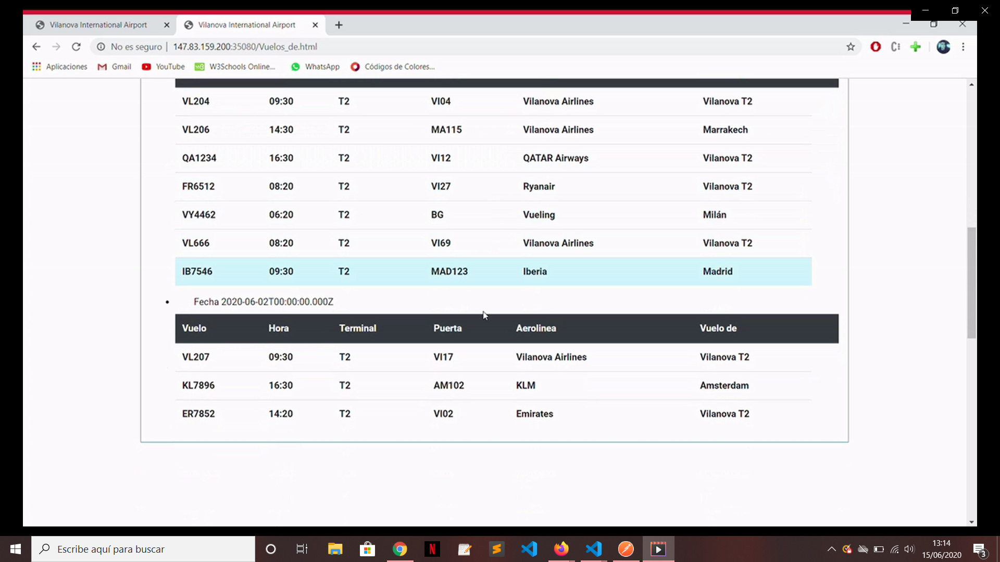 Vilanova International Airport
Vilanova International Airport
No es seguro | 147.83.159.200:35080/Vuelos_de.html
Aplicaciones Gmail YouTube W3Schools Online... WhatsApp Códigos de Colores...
VL204 09:30 T2 VI04 Vilanova Airlines Vilanova T2
VL206 14:30 T2 MA115 Vilanova Airlines Marrakech
QA1234 16:30 T2 VI12 QATAR Airways Vilanova T2
FR6512 08:20 T2 VI27 Ryanair Vilanova T2
VY4462 06:20 T2 BG Vueling Milán
VL666 08:20 T2 VI69 Vilanova Airlines Vilanova T2
IB7546 09:30 T2 MAD123 Iberia Madrid
• Fecha 2020-06-02T00:00:00.000Z
Vuelo Hora Terminal Puerta Aerolinea Vuelo de
VL207 09:30 T2 VI17 Vilanova Airlines Vilanova T2
KL7896 16:30 T2 AM102 KLM Amsterdam
ER7852 14:20 T2 VI02 Emirates Vilanova T2
Escribe aquí para buscar
13:14
15/06/2020
3